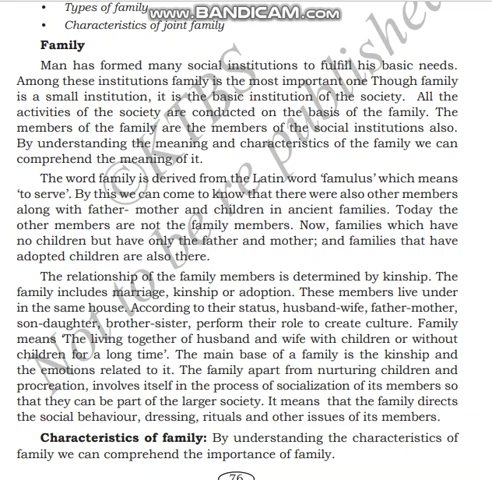 • Types of family
www.BANDICAM.com
• Characteristics of joint family
Family
Man has formed many social institutions to fulfill his basic needs.
Among these institutions family is the most important one Though family
is a small institution, it is the basic institution of the society. All the
activities of the society are conducted on the basis of the family. The
members of the family are the members of the social institutions also.
By understanding the meaning and characteristics of the family we can
comprehend the meaning of it.
The word family is derived from the Latin word 'famulus' which means
'to serve'. By this we can come to know that there were also other members
along with father- mother and children in ancient families. Today the
other members are not the family members. Now, families which have
no children but have only the father and mother; and families that have
adopted children are also there.
The relationship of the family members is determined by kinship. The
family includes marriage, kinship or adoption. These members live under
in the same house. According to their status, husband-wife, father-mother,
son-daughter, brother-sister, perform their role to create culture. Family
means 'The living together of husband and wife with children or without
children for a long time'. The main base of a family is the kinship and
the emotions related to it. The family apart from nurturing children and
procreation, involves itself in the process of socialization of its members so
that they can be part of the larger society. It means that the family directs
the social behaviour, dressing, rituals and other issues of its members.
Characteristics of family: By understanding the characteristics of
family we can comprehend the importance of family.
76
©KTBS
Not to be re published